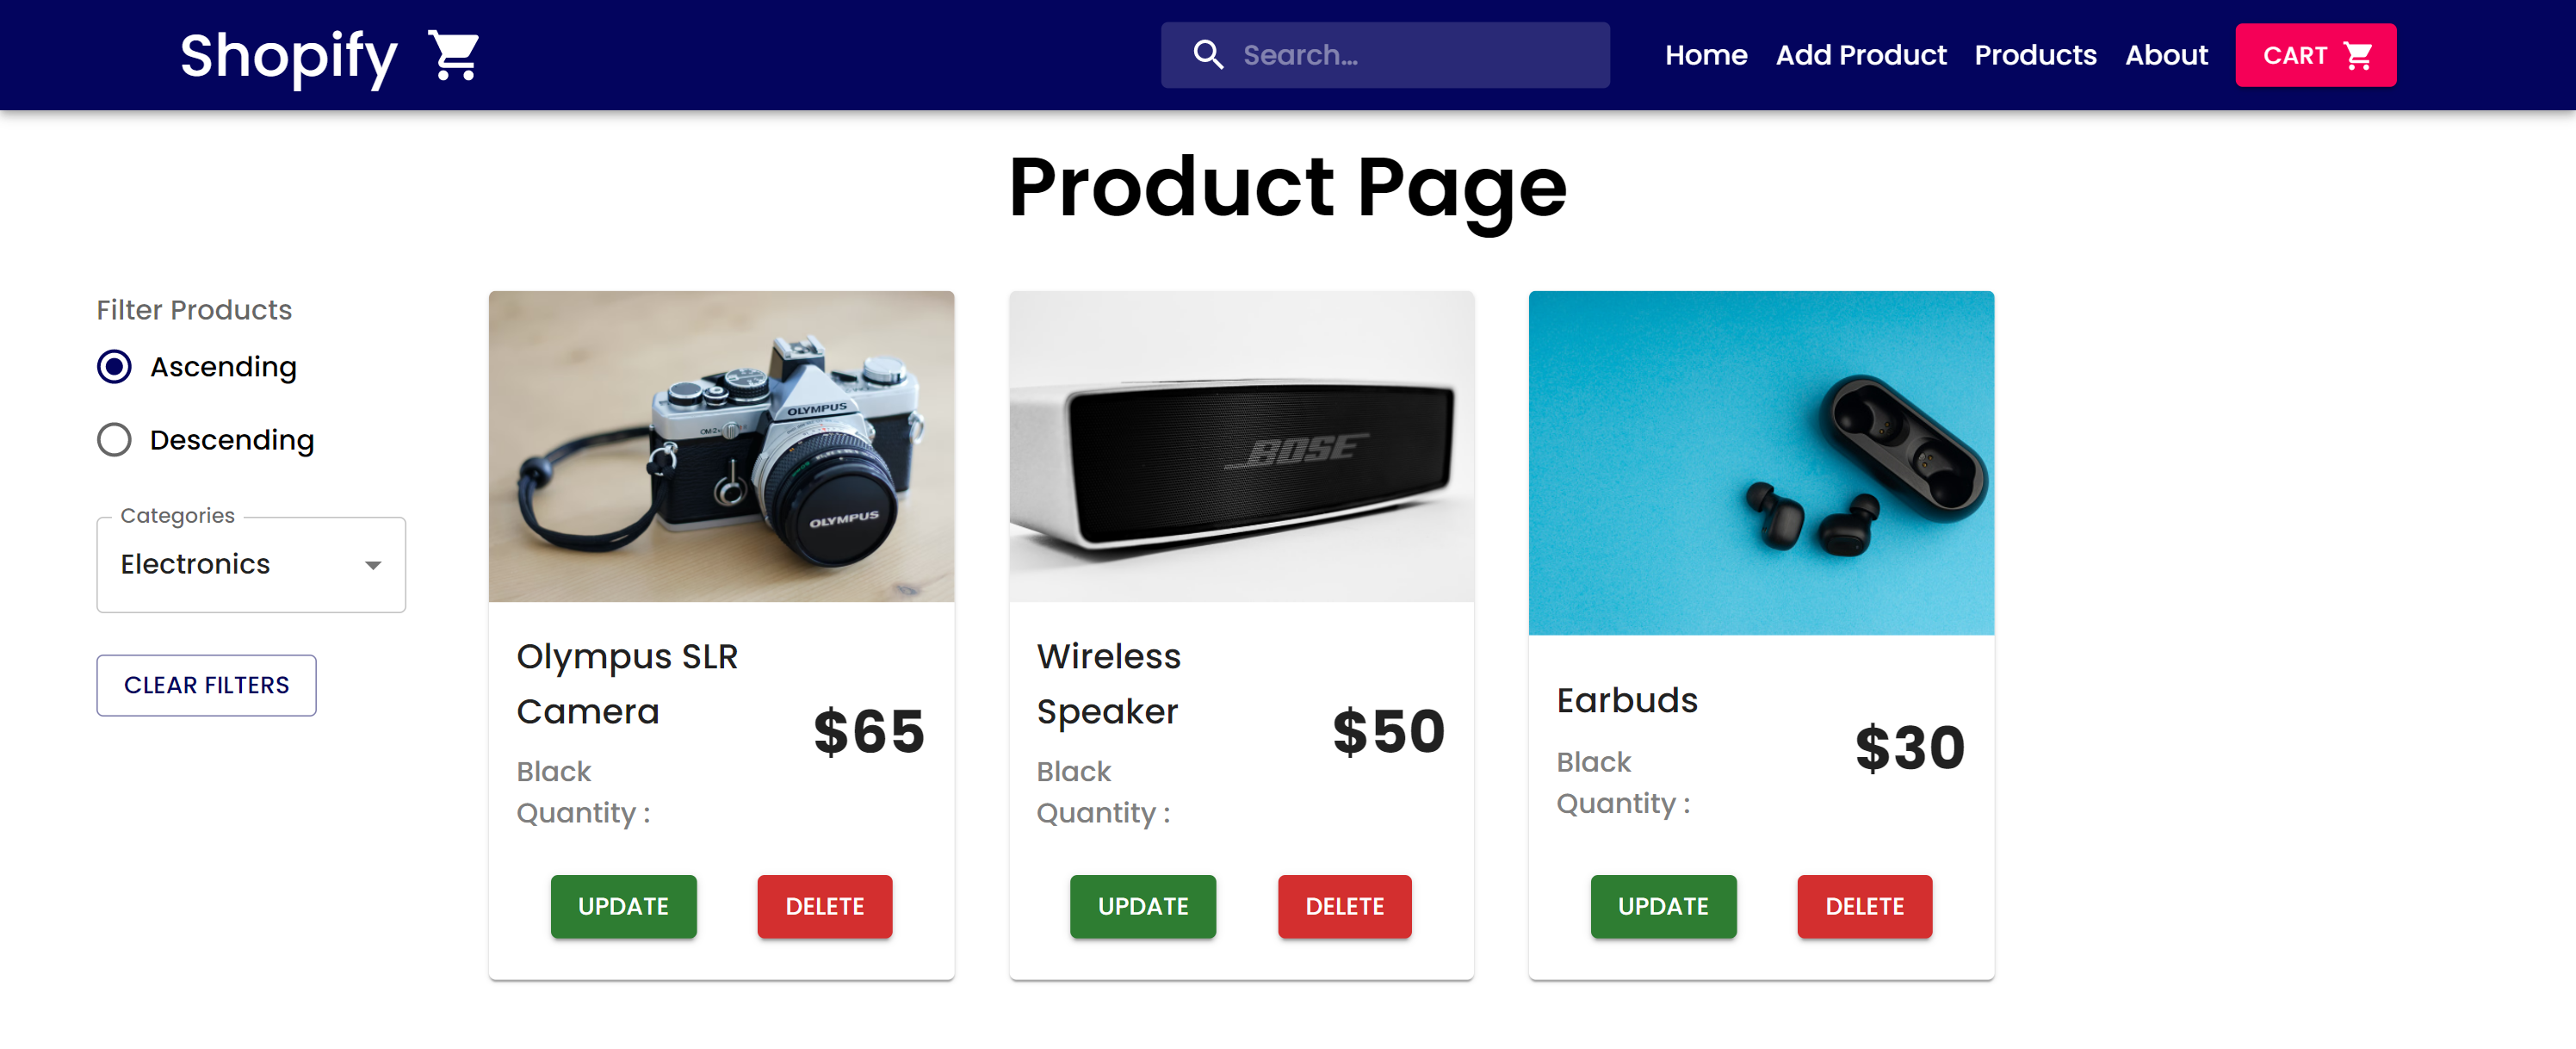 Shopify
Search...
Home
Add Product
Products
About
CART
Product Page
Filter Products
Ascending
Descending
Categories
Electronics
CLEAR FILTERS
OLYMPUS
OLYMPUS
Olympus SLR
Camera
$65
Black
Quantity :
UPDATE
DELETE
BOSE
Wireless
Speaker
$50
Black
Quantity :
UPDATE
DELETE
Earbuds
$30
Black
Quantity :
UPDATE
DELETE